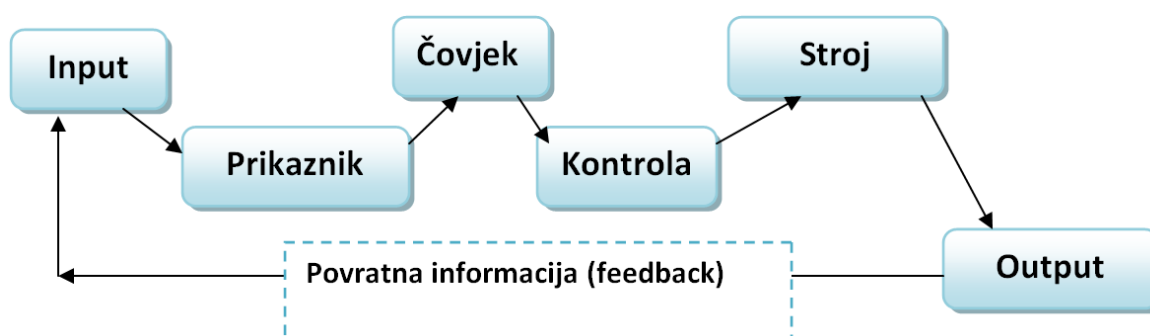 Input
Prikaznik
Čovjek
Kontrola
Stroj
Output
Povratna informacija (feedback)